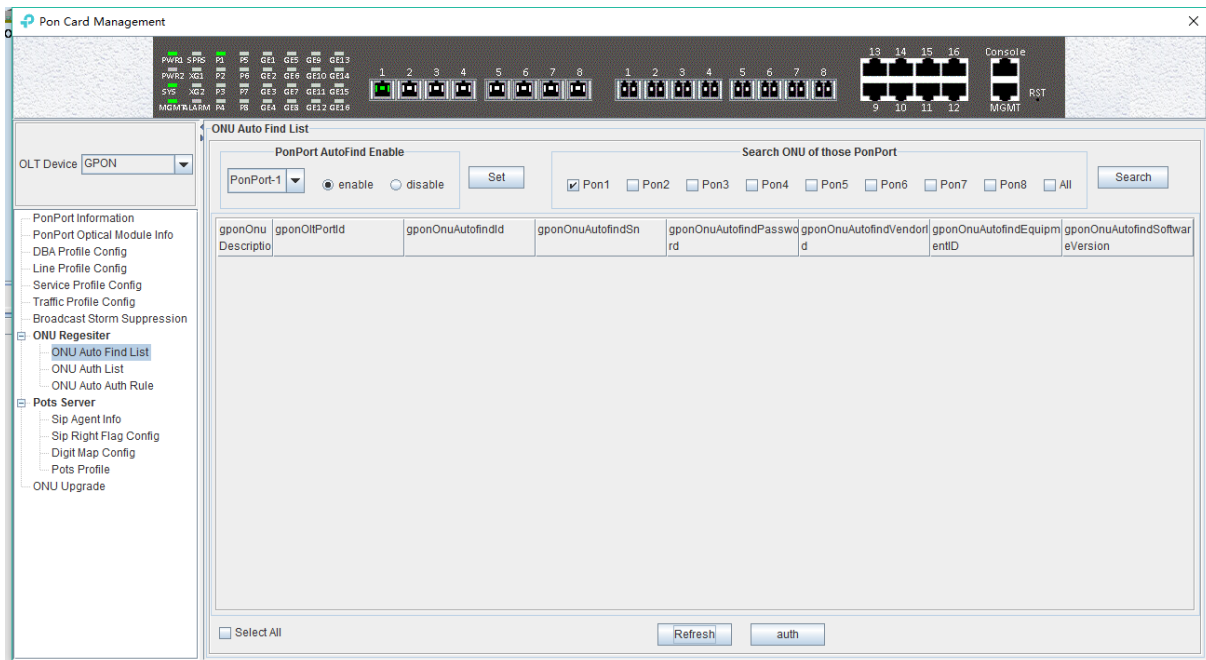 Pon Card Management
13 14 15 16 Console
PWR1 SPRS P1 P5 GE1 GE5 GE9 GE13
PWR2 XG1 P2 P6 GE2 GE6 GE10 GE14
SYS XG2 P3 P7 GE3 GE7 GE11 GE15
MGMT ALARM P4 P8 GE4 GE8 GE12 GE16
1 2 3 4 5 6 7 8 1 2 3 4 5 6 7 8
RST
9 10 11 12 MGMT
OLT Device GPON
PonPort Information
PonPort Optical Module Info
DBA Profile Config
Line Profile Config
Service Profile Config
Traffic Profile Config
Broadcast Storm Suppression
ONU Regesiter
ONU Auto Find List
ONU Auth List
ONU Auto Auth Rule
Pots Server
Sip Agent Info
Sip Right Flag Config
Digit Map Config
Pots Profile
ONU Upgrade
ONU Auto Find List
PonPort AutoFind Enable
PonPort-1 enable disable Set
Search ONU of those PonPort
Pon1 Pon2 Pon3 Pon4 Pon5 Pon6 Pon7 Pon8 All Search
gponOnu gponOltPortId gponOnuAutofindId gponOnuAutofindSn gponOnuAutofindPasswo gponOnuAutofindVendorI gponOnuAutofindEquipm gponOnuAutofindSoftwar
Descriptio rd d entID eVersion
Select All Refresh auth